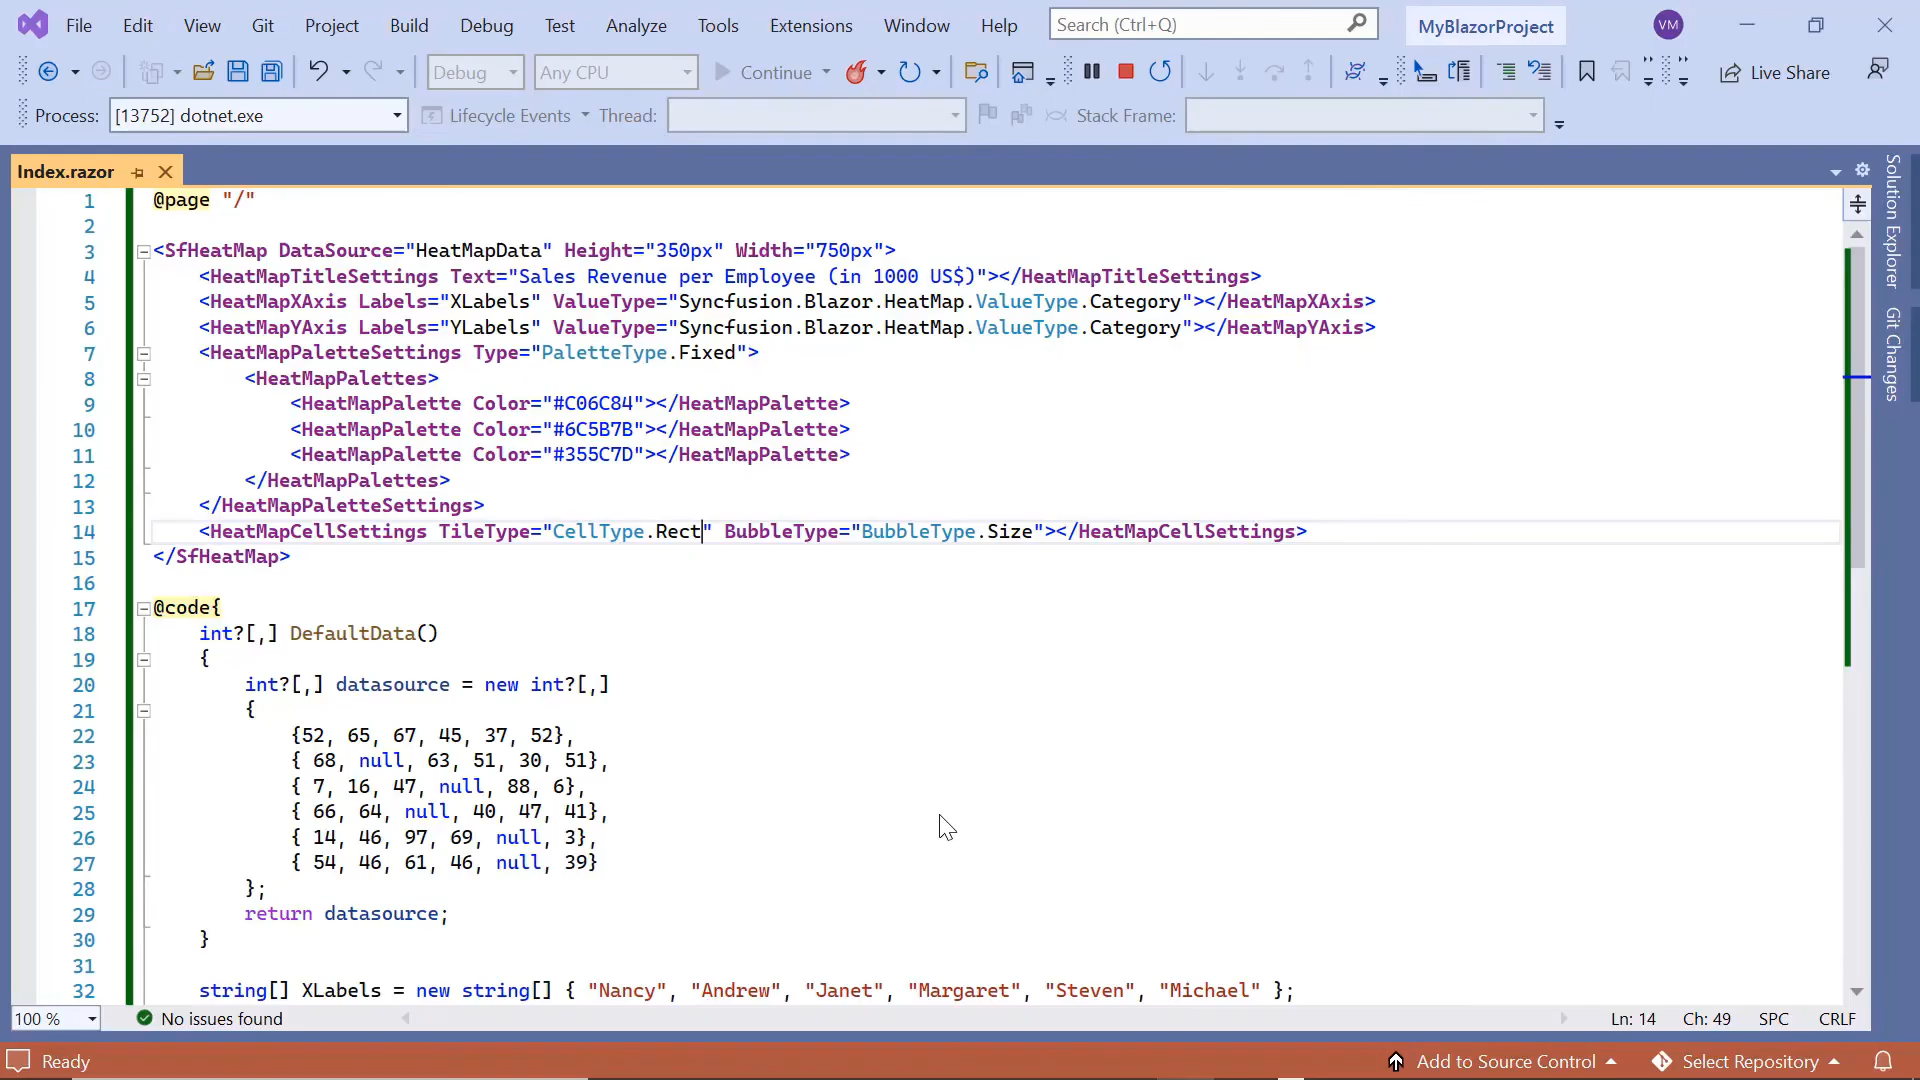 File Edit View Git Project Build Debug Test Analyze Tools Extensions Window Help Search (Ctrl+Q) MyBlazorProject VM
Debug Any CPU Continue Live Share
Process: [13752] dotnet.exe Lifecycle Events Thread: Stack Frame:
Index.razor
Solution Explorer
Git Changes
1 @page "/"
2
3 <SfHeatMap DataSource="HeatMapData" Height="350px" Width="750px">
4 <HeatMapTitleSettings Text="Sales Revenue per Employee (in 1000 US$)"></HeatMapTitleSettings>
5 <HeatMapXAxis Labels="XLabels" ValueType="Syncfusion.Blazor.HeatMap.ValueType.Category"></HeatMapXAxis>
6 <HeatMapYAxis Labels="YLabels" ValueType="Syncfusion.Blazor.HeatMap.ValueType.Category"></HeatMapYAxis>
7 <HeatMapPaletteSettings Type="PaletteType.Fixed">
8 <HeatMapPalettes>
9 <HeatMapPalette Color="#C06C84"></HeatMapPalette>
10 <HeatMapPalette Color="#6C5B7B"></HeatMapPalette>
11 <HeatMapPalette Color="#355C7D"></HeatMapPalette>
12 </HeatMapPalettes>
13 </HeatMapPaletteSettings>
14 <HeatMapCellSettings TileType="CellType.Rect" BubbleType="BubbleType.Size"></HeatMapCellSettings>
15 </SfHeatMap>
16
17 @code{
18 int?[,] DefaultData()
19 {
20 int?[,] datasource = new int?[,]
21 {
22 {52, 65, 67, 45, 37, 52},
23 { 68, null, 63, 51, 30, 51},
24 { 7, 16, 47, null, 88, 6},
25 { 66, 64, null, 40, 47, 41},
26 { 14, 46, 97, 69, null, 3},
27 { 54, 46, 61, 46, null, 39}
28 };
29 return datasource;
30 }
31
32 string[] XLabels = new string[] { "Nancy", "Andrew", "Janet", "Margaret", "Steven", "Michael" };
100 % No issues found Ln: 14 Ch: 49 SPC CRLF
Ready Add to Source Control Select Repository